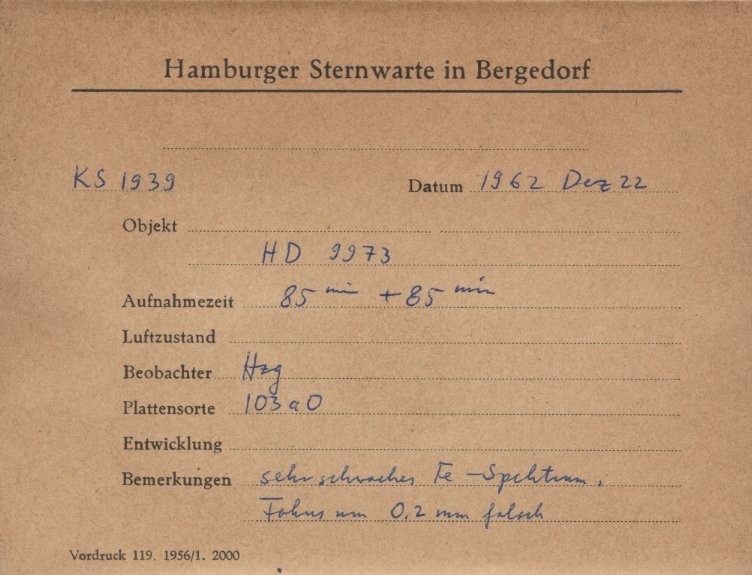 Hamburger Sternwarte in Bergedorf
KS 1939 Datum 1962 Dez 22
Objekt
HD 9973
Aufnahmezeit 85 min + 85 min
Luftzustand
Beobachter Hzg
Plattensorte 103aO
Entwicklung
Bemerkungen sehr schwaches Fe-Spektrum,
Fokus um 0,2 mm falsch
Vordruck 119. 1956/1. 2000